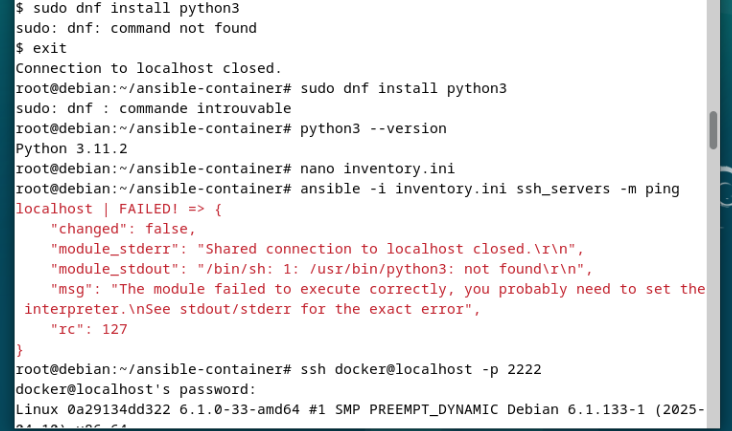 $ sudo dnf install python3
sudo: dnf: command not found
$ exit
Connection to localhost closed.
root@debian:~/ansible-container# sudo dnf install python3
sudo: dnf : commande introuvable
root@debian:~/ansible-container# python3 --version
Python 3.11.2
root@debian:~/ansible-container# nano inventory.ini
root@debian:~/ansible-container# ansible -i inventory.ini ssh_servers -m ping
localhost | FAILED! => {
    "changed": false,
    "module_stderr": "Shared connection to localhost closed.\r\n",
    "module_stdout": "/bin/sh: 1: /usr/bin/python3: not found\r\n",
    "msg": "The module failed to execute correctly, you probably need to set the
 interpreter.\nSee stdout/stderr for the exact error",
    "rc": 127
}
root@debian:~/ansible-container# ssh docker@localhost -p 2222
docker@localhost's password:
Linux 0a29134dd322 6.1.0-33-amd64 #1 SMP PREEMPT_DYNAMIC Debian 6.1.133-1 (2025-